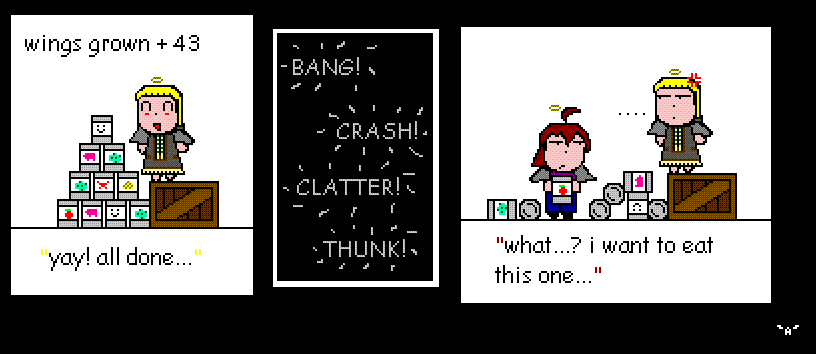 wings grown + 43
"yay! all done..."
BANG!
CRASH!
CLATTER!
THUNK!
....
"what...? i want to eat
this one..."